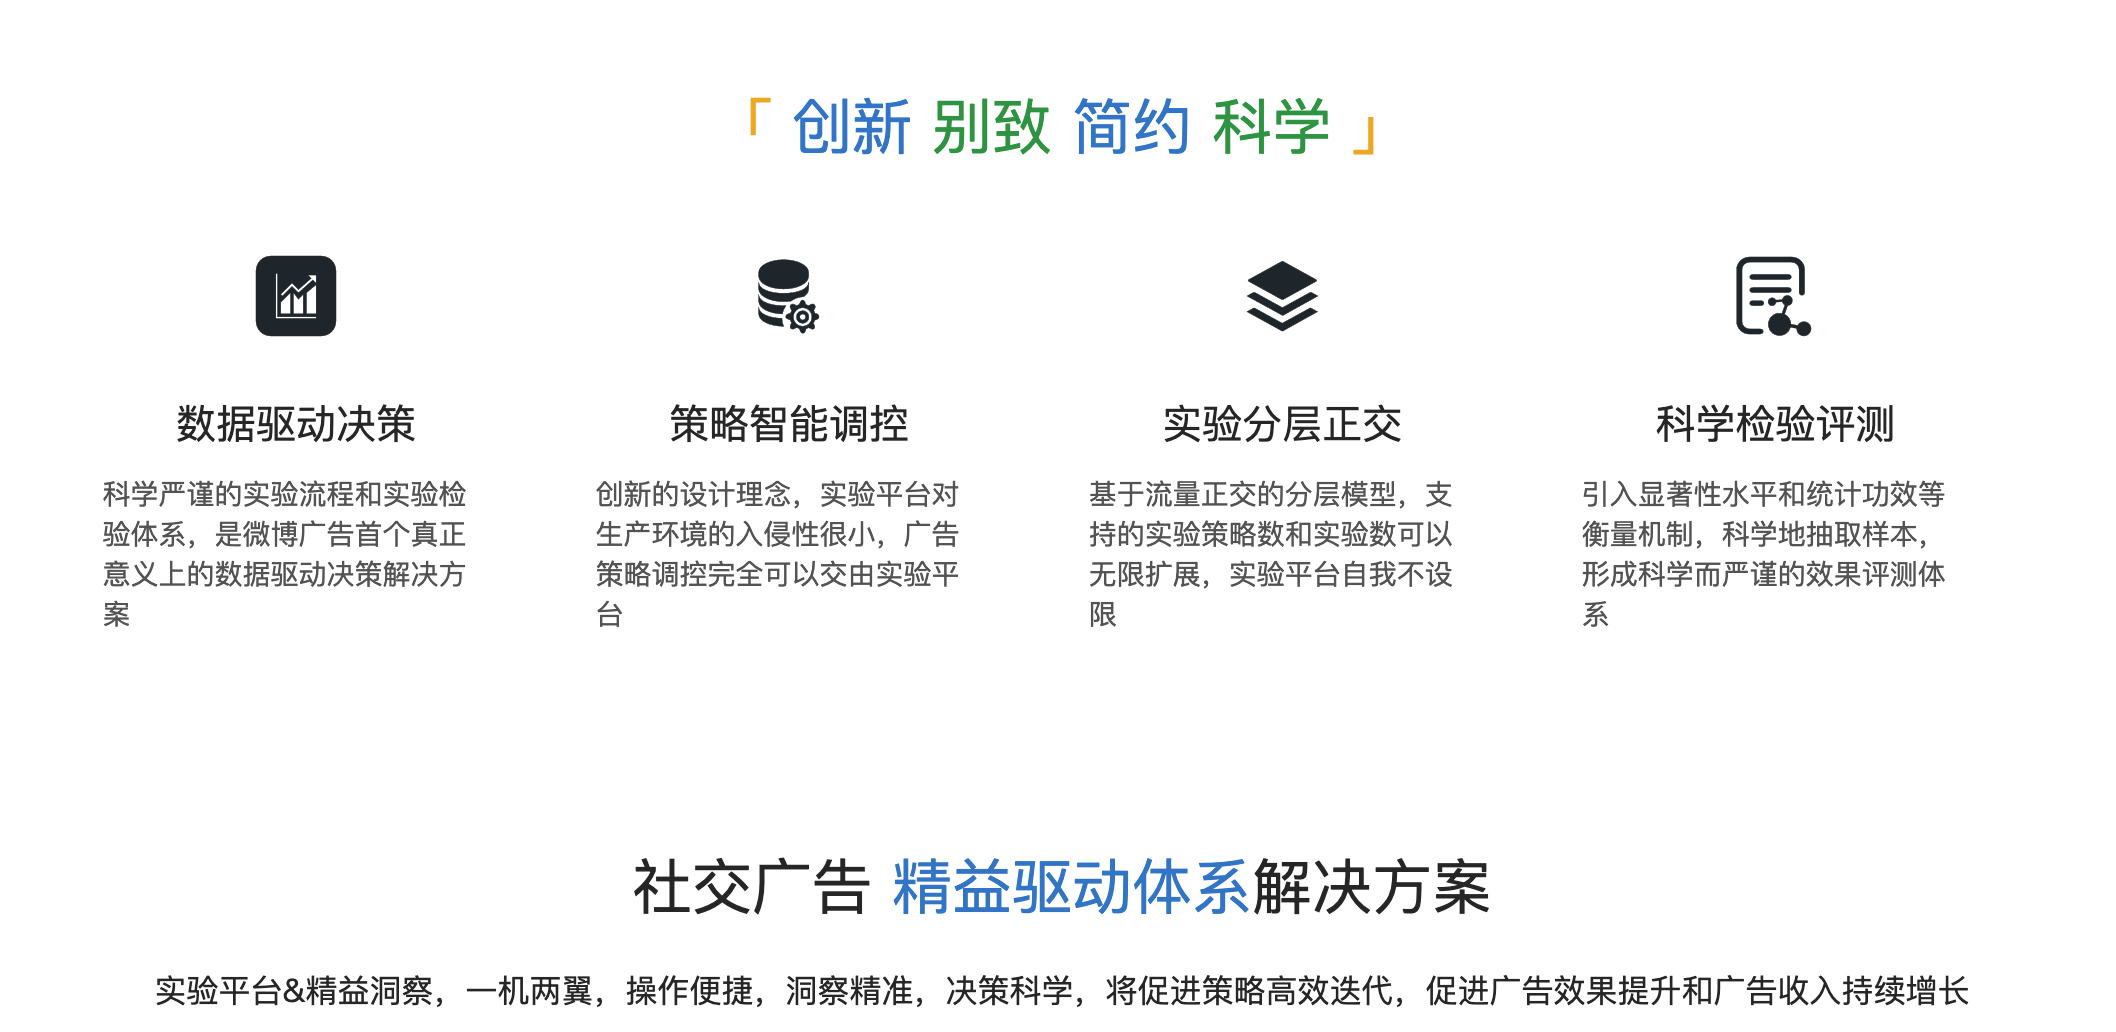 「 创新 别致 简约 科学 」
数据驱动决策
科学严谨的实验流程和实验检
验体系，是微博广告首个真正
意义上的数据驱动决策解决方
案
策略智能调控
创新的设计理念，实验平台对
生产环境的入侵性很小，广告
策略调控完全可以交由实验平
台
实验分层正交
基于流量正交的分层模型，支
持的实验策略数和实验数可以
无限扩展，实验平台自我不设
限
科学检验评测
引入显著性水平和统计功效等
衡量机制，科学地抽取样本，
形成科学而严谨的效果评测体
系
社交广告 精益驱动体系解决方案
实验平台&精益洞察，一机两翼，操作便捷，洞察精准，决策科学，将促进策略高效迭代，促进广告效果提升和广告收入持续增长